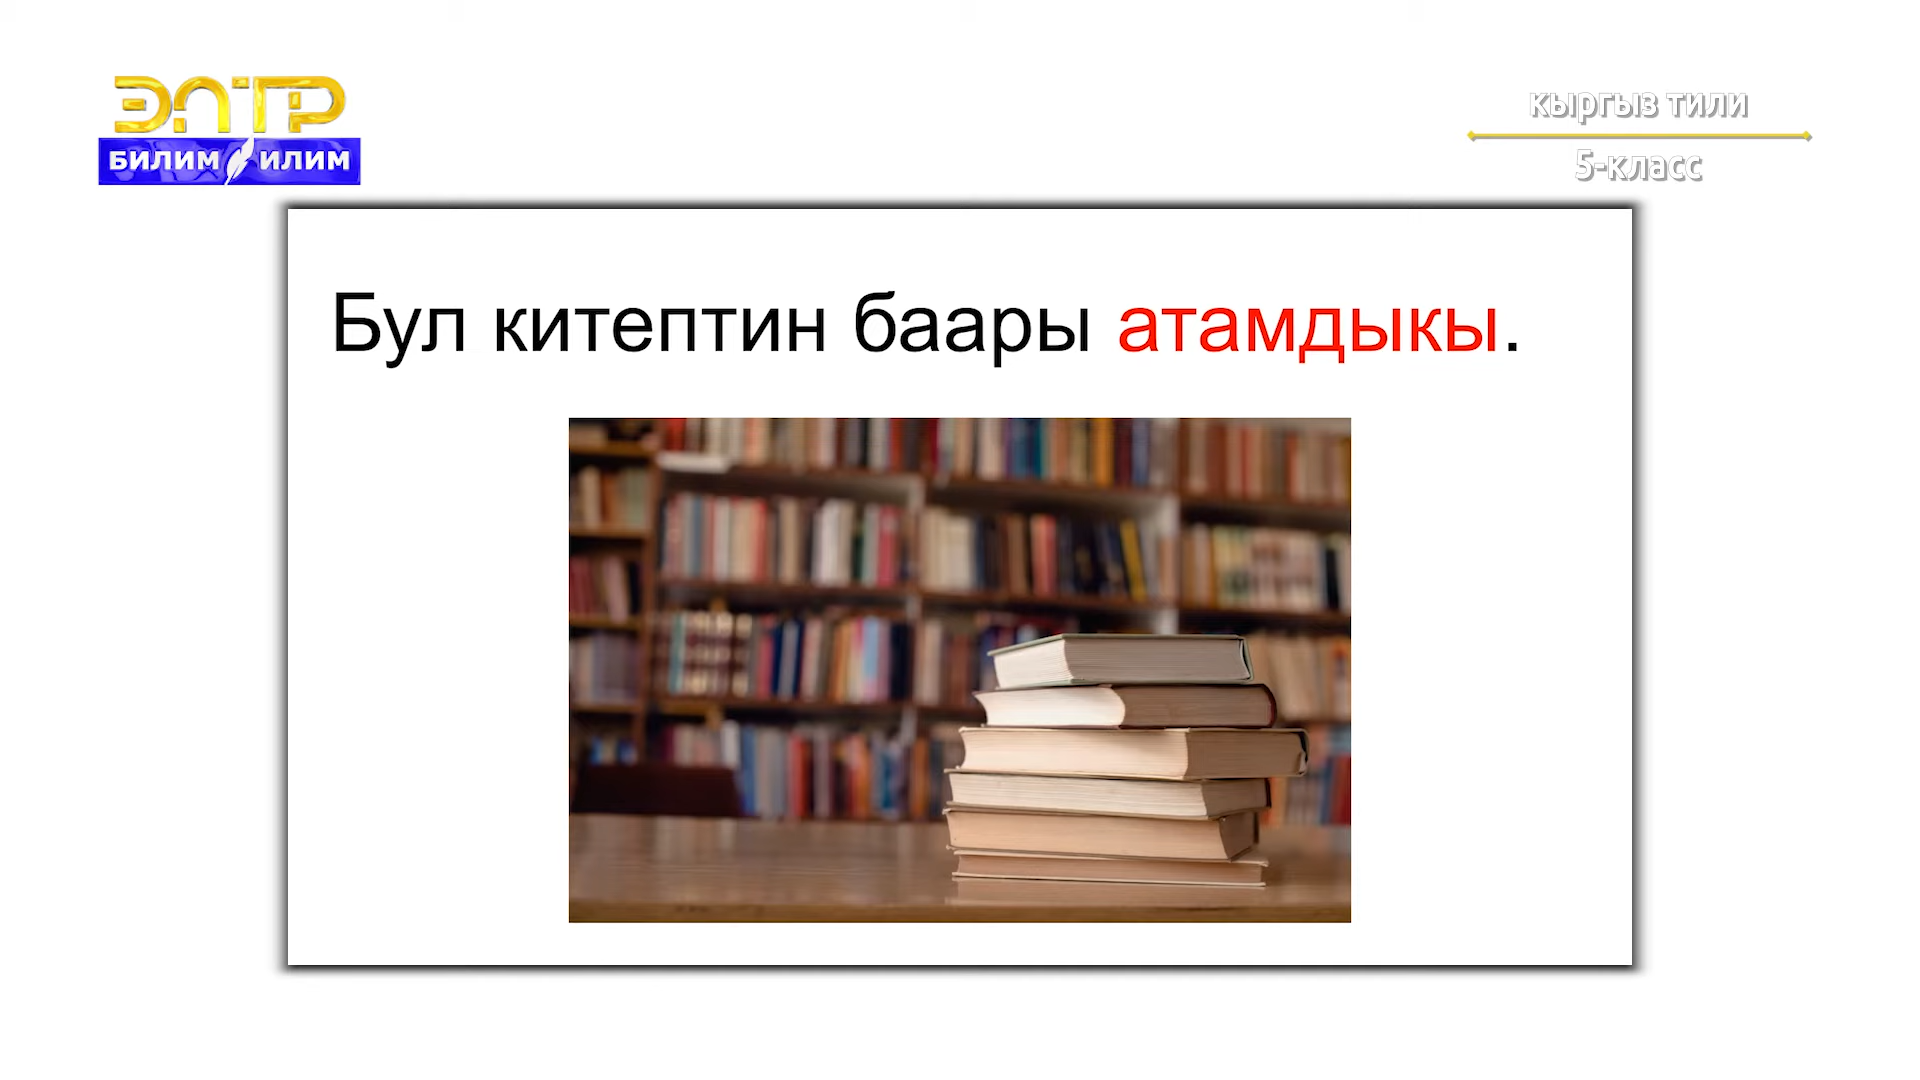 ЭЛТР
БИЛИМ ИЛИМ
кыргыз тили
5-класс
Бул китептин баары атамдыкы.